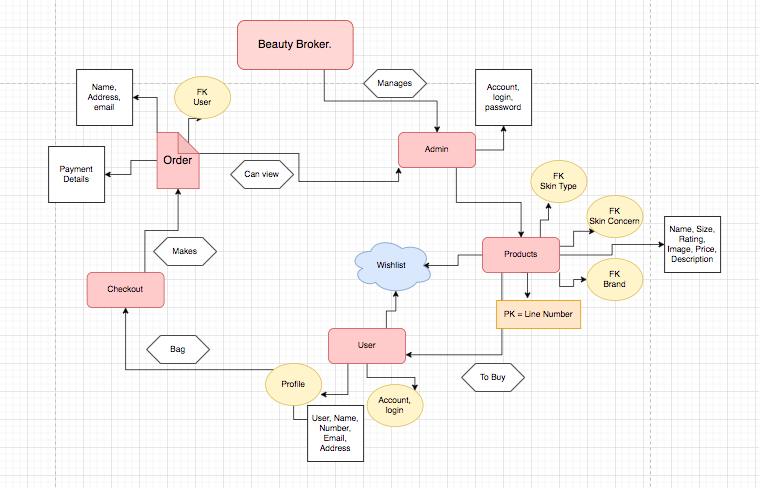 Beauty Broker.
Manages
Name,
Address,
email
FK
User
Account,
login,
password
Order
Admin
Payment
Details
Can view
FK
Skin Type
FK
Skin Concern
Name, Size,
Rating,
Image, Price,
Description
Makes
Wishlist
Products
FK
Brand
Checkout
PK = Line Number
User
Bag
To Buy
Profile
Account,
login
User, Name,
Number,
Email,
Address